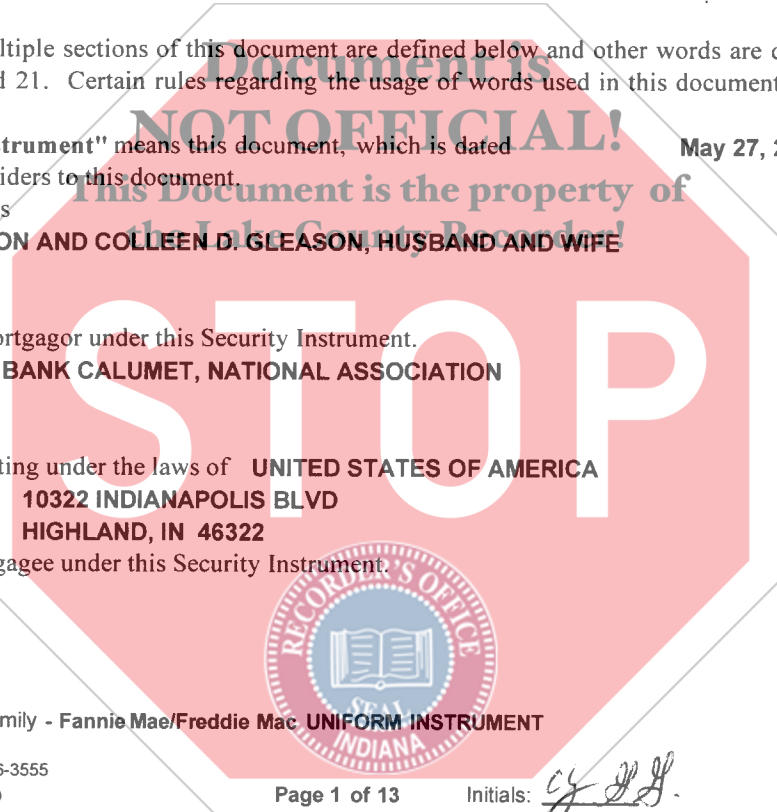 ltiple sections of this document are defined below and other words are d
Document is
d 21. Certain rules regarding the usage of words used in this document
NOT OFFICIAL!
strument" means this document, which is dated May 27, 2
iders to this document.
This Document is the property of
s
the Lake County Recorder!
ON AND COLLEEN D. GLEASON, HUSBAND AND WIFE
STOP
ortgagor under this Security Instrument.
BANK CALUMET, NATIONAL ASSOCIATION
ting under the laws of UNITED STATES OF AMERICA
10322 INDIANAPOLIS BLVD
HIGHLAND, IN 46322
gagee under this Security Instrument.
RECORDER'S OFFICE
SEAL
INDIANA
mily - Fannie Mae/Freddie Mac UNIFORM INSTRUMENT
6-3555
Page 1 of 13 Initials: